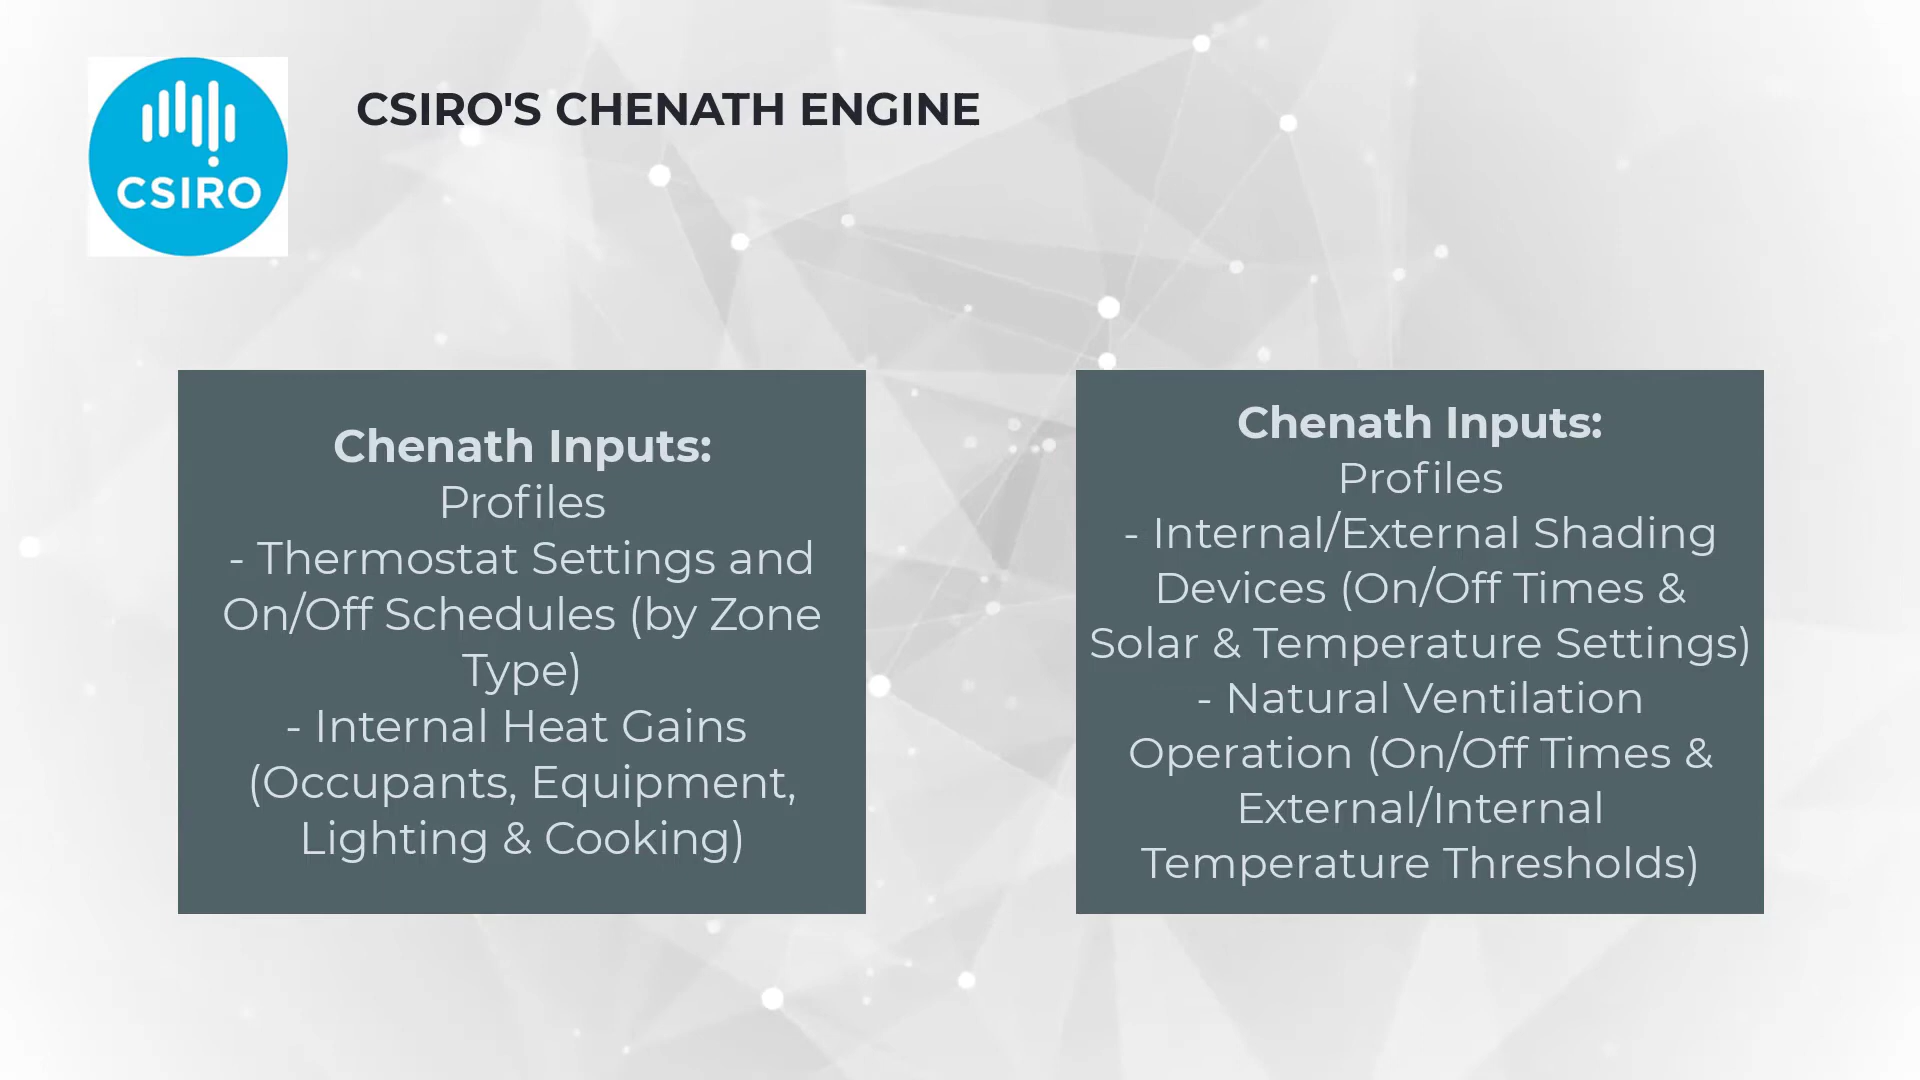 CSIRO
CSIRO'S CHENATH ENGINE
Chenath Inputs:
Profiles
- Thermostat Settings and
On/Off Schedules (by Zone
Type)
- Internal Heat Gains
(Occupants, Equipment,
Lighting & Cooking)
Chenath Inputs:
Profiles
- Internal/External Shading
Devices (On/Off Times &
Solar & Temperature Settings)
- Natural Ventilation
Operation (On/Off Times &
External/Internal
Temperature Thresholds)